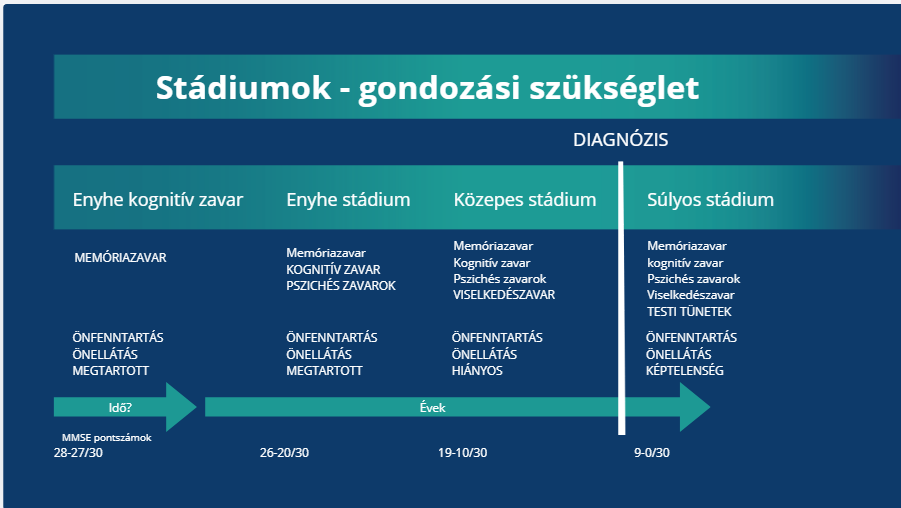 Stádiumok - gondozási szükséglet
DIAGNÓZIS
Enyhe kognitív zavar
Enyhe stádium
Közepes stádium
Súlyos stádium
MEMÓRIAZAVAR
Memóriazavar
KOGNITÍV ZAVAR
PSZICHÉS ZAVAROK
Memóriazavar
Kognitív zavar
Pszichés zavarok
VISELKEDÉSZAVAR
Memóriazavar
kognitív zavar
Pszichés zavarok
Viselkedészavar
TESTI TÜNETEK
ÖNFENNTARTÁS
ÖNELLÁTÁS
MEGTARTOTT
ÖNFENNTARTÁS
ÖNELLÁTÁS
MEGTARTOTT
ÖNFENNTARTÁS
ÖNELLÁTÁS
HIÁNYOS
ÖNFENNTARTÁS
ÖNELLÁTÁS
KÉPTELENSÉG
Idő?
Évek
MMSE pontszámok
28-27/30
26-20/30
19-10/30
9-0/30